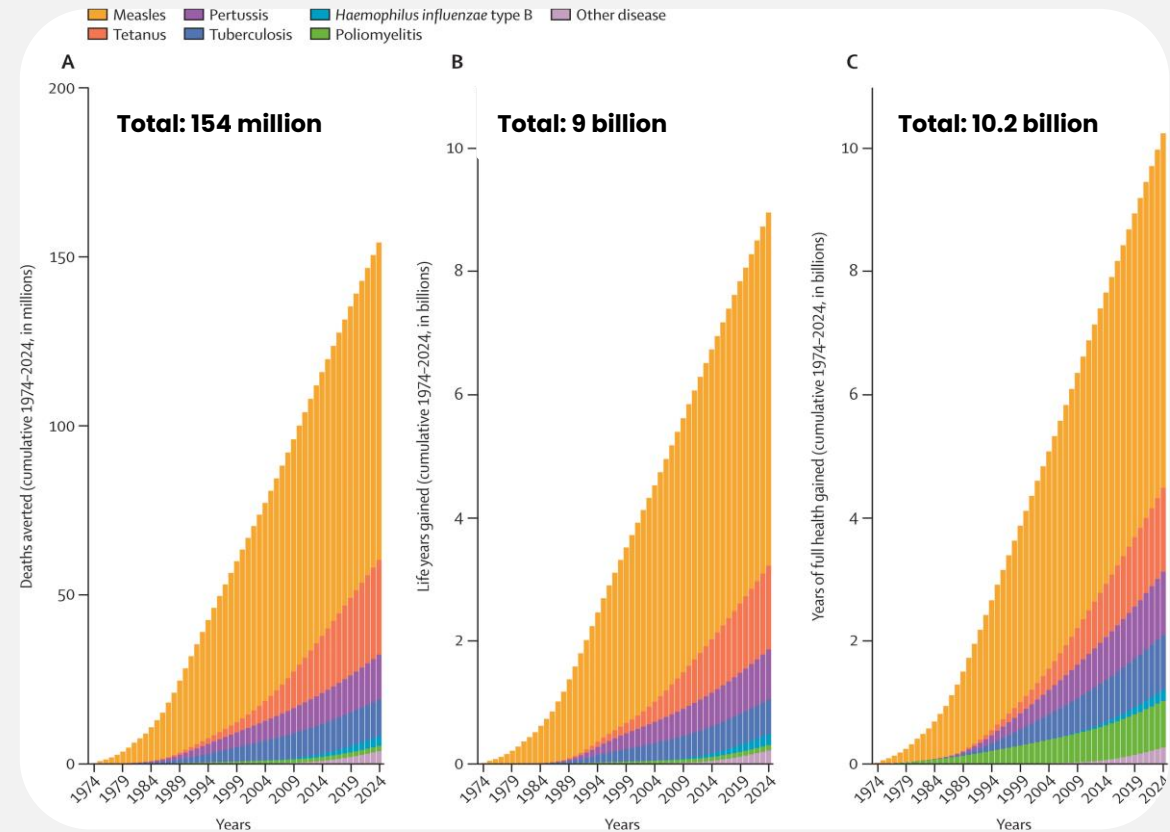 Measles Pertussis Haemophilus influenzae type B Other disease
Tetanus Tuberculosis Poliomyelitis
A
200
150
100
50
0
Deaths averted (cumulative 1974–2024, in millions)
Total: 154 million
1974 1979 1984 1989 1994 1999 2004 2009 2014 2019 2024
Years
B
10
8
6
4
2
0
Life years gained (cumulative 1974–2024, in billions)
Total: 9 billion
1974 1979 1984 1989 1994 1999 2004 2009 2014 2019 2024
Years
C
10
8
6
4
2
0
Years of full health gained (cumulative 1974–2024, in billions)
Total: 10.2 billion
1974 1979 1984 1989 1994 1999 2004 2009 2014 2019 2024
Years